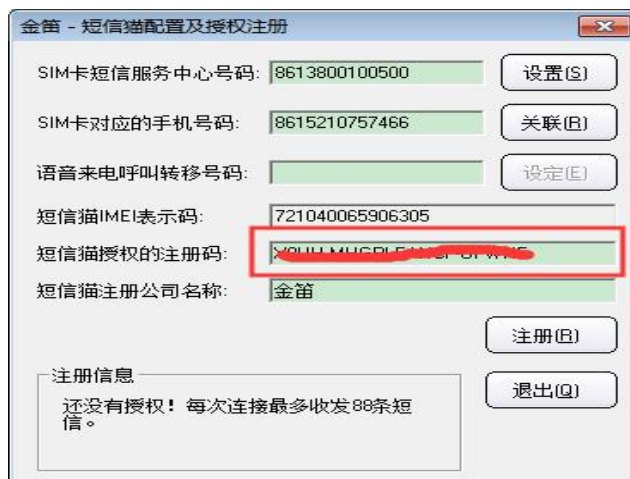 金笛 - 短信猫配置及授权注册
SIM卡短信服务中心号码: 8613800100500 设置(S)
SIM卡对应的手机号码: 8615210757466 关联(R)
语音来电呼叫转移号码: 设定(E)
短信猫IMEI表示码: 721040065906305
短信猫授权的注册码:
短信猫注册公司名称: 金笛
注册(R)
注册信息
退出(Q)
还没有授权！每次连接最多收发88条短
信。